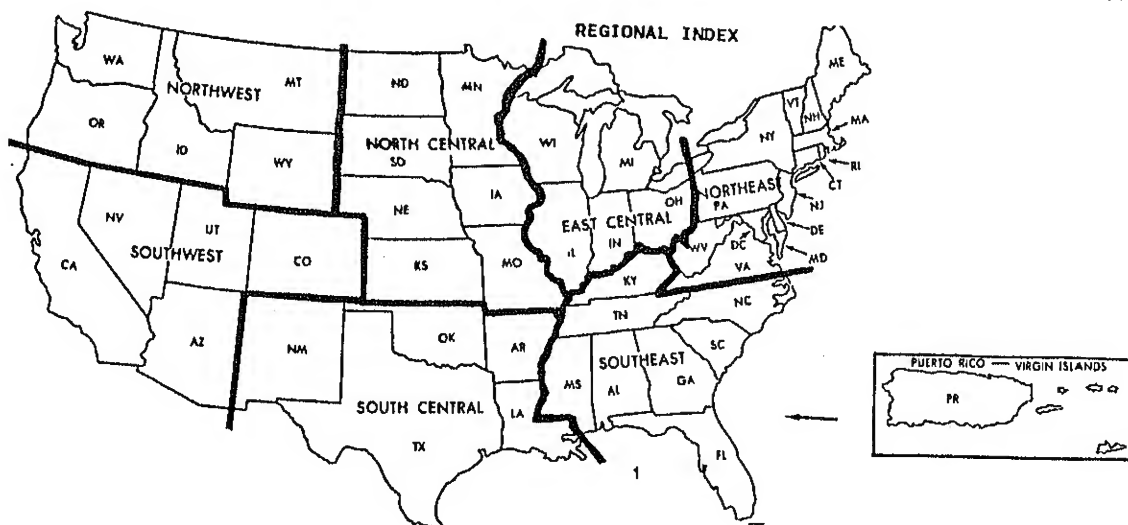 REGIONAL INDEX
WA
MT
ND
MN
ME
NORTHWEST
VT
NH
MA
OR
NY
ID
NORTH CENTRAL
SD
WI
MI
WY
RI
CT
IA
NORTHEAST
PA
NJ
NV
NE
OH
EAST CENTRAL
UT
IL
IN
DE
SOUTHWEST
WV
DC
MD
CA
CO
KS
MO
VA
KY
NC
TN
OK
AZ
NM
AR
SC
SOUTHEAST
PUERTO RICO — VIRGIN ISLANDS
MS
AL
GA
PR
SOUTH CENTRAL
LA
TX
FL
1